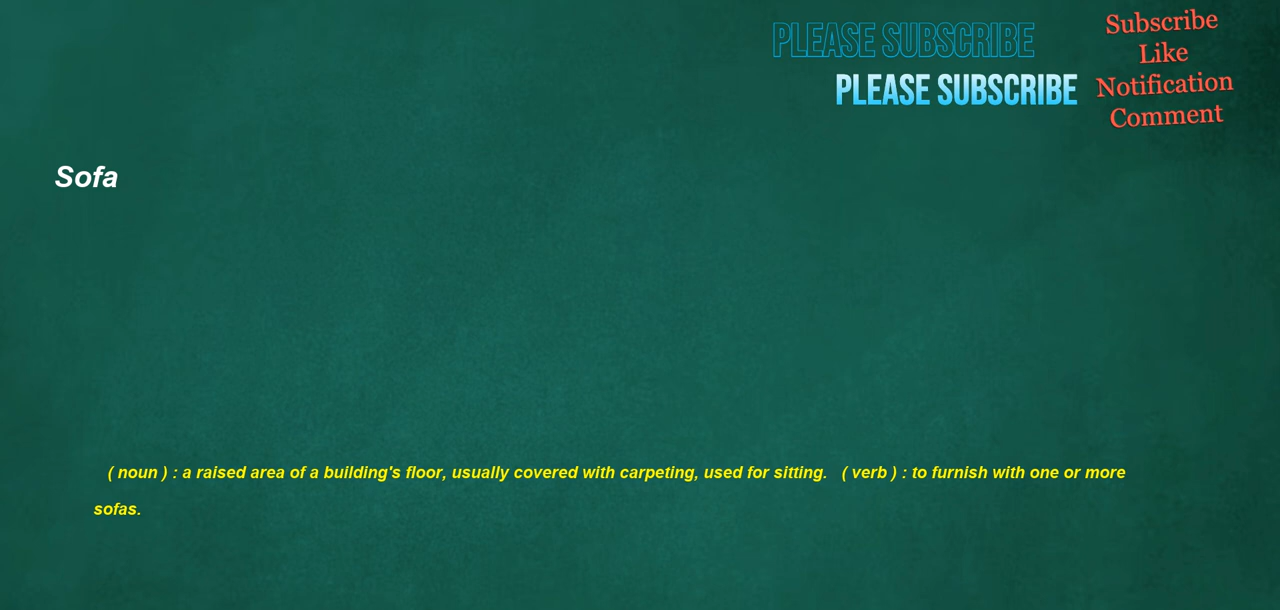 PLEASE SUBSCRIBE
PLEASE SUBSCRIBE
Subscribe
Like
Notification
Comment
Sofa
( noun ) : a raised area of a building's floor, usually covered with carpeting, used for sitting. ( verb ) : to furnish with one or more
sofas.